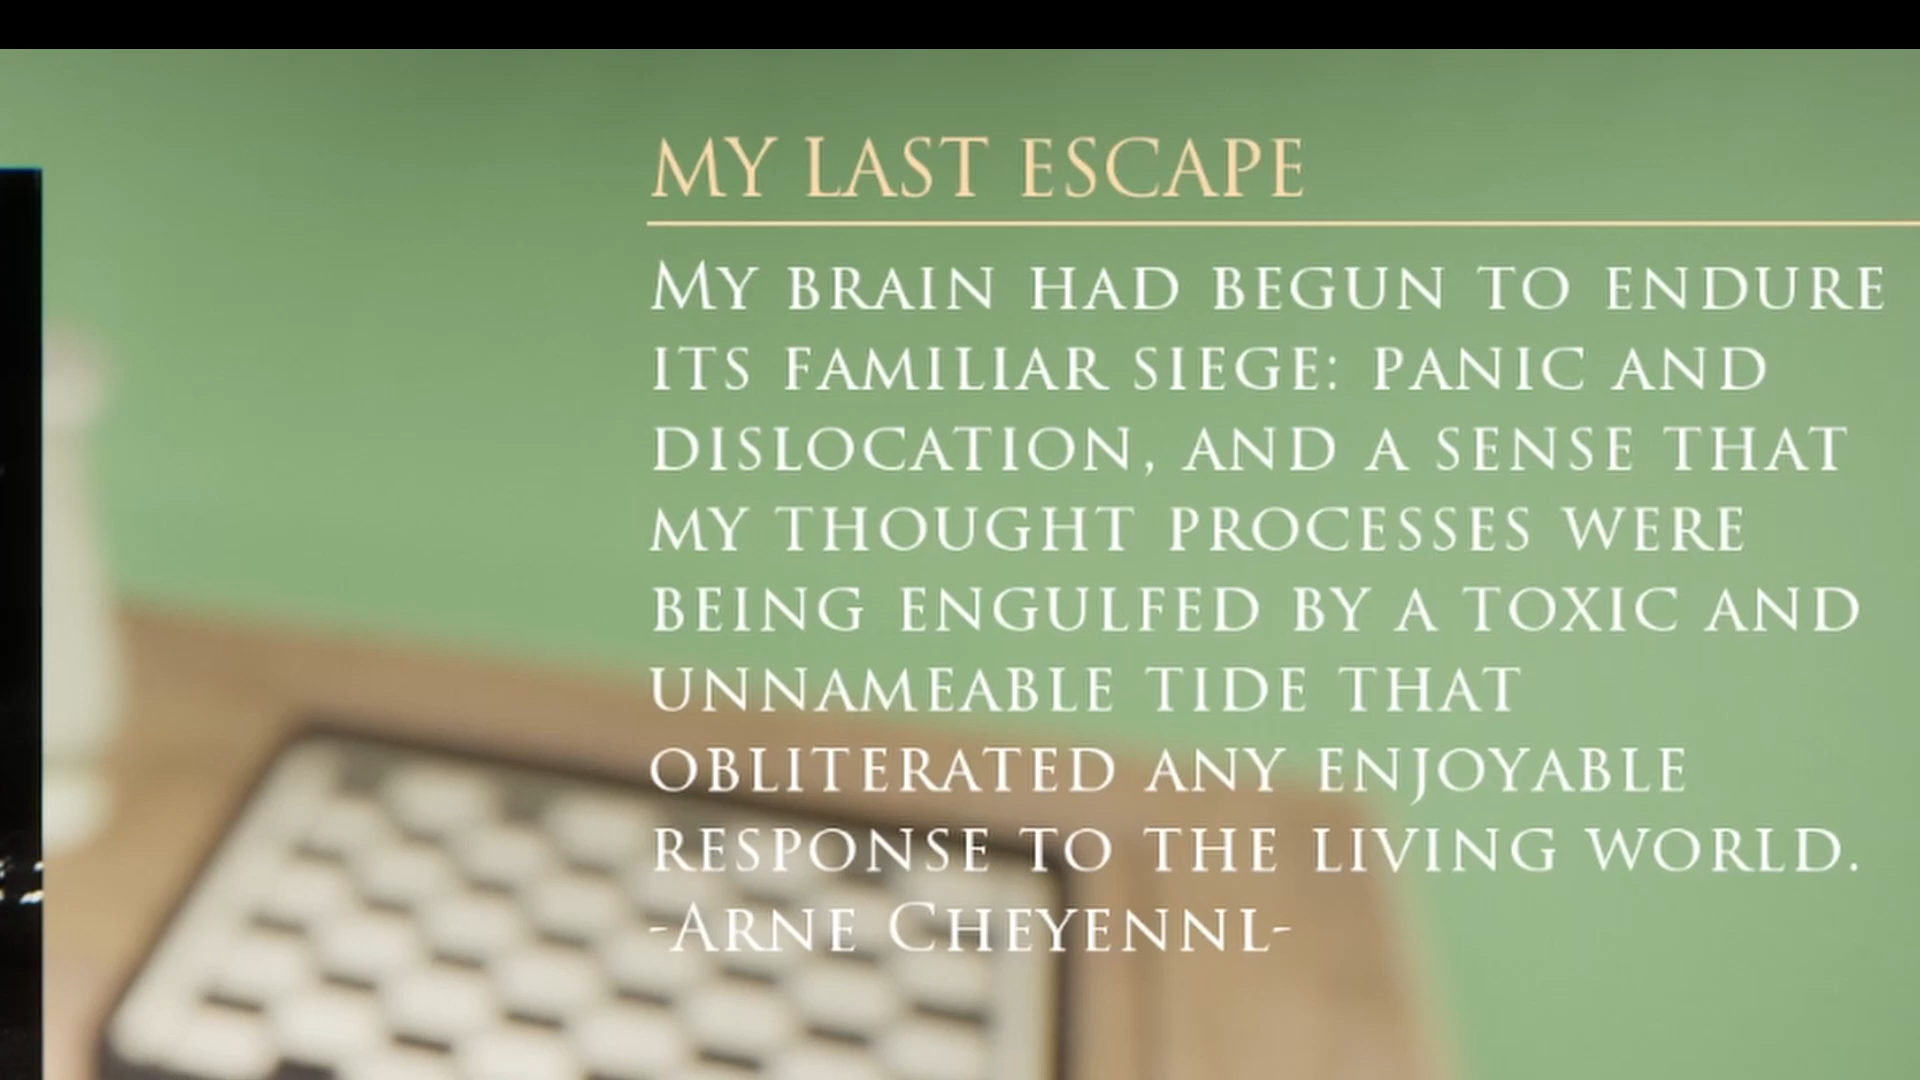 MY LAST ESCAPE
MY BRAIN HAD BEGUN TO ENDURE
ITS FAMILIAR SIEGE: PANIC AND
DISLOCATION, AND A SENSE THAT
MY THOUGHT PROCESSES WERE
BEING ENGULFED BY A TOXIC AND
UNNAMEABLE TIDE THAT
OBLITERATED ANY ENJOYABLE
RESPONSE TO THE LIVING WORLD.
-ARNE CHEYENNL-